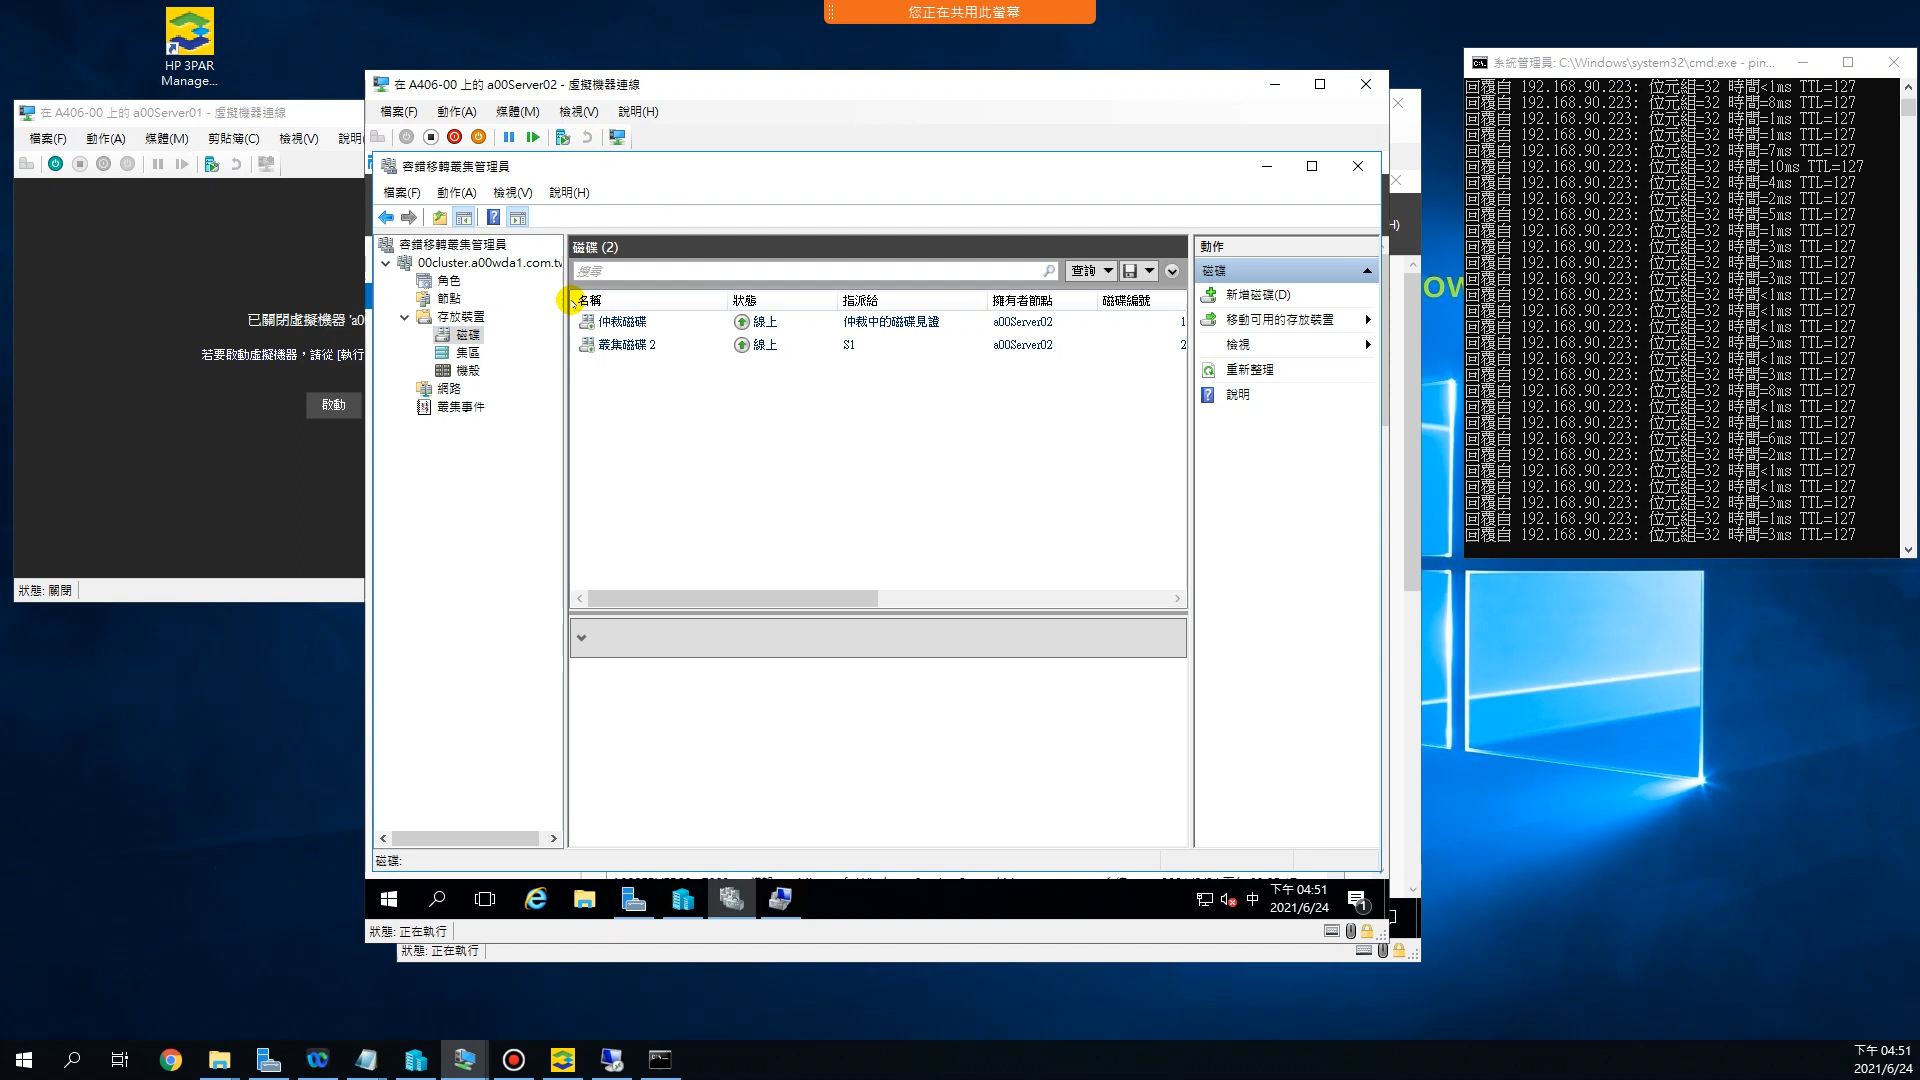 您正在共用此螢幕
HP 3PAR
Manage...
在 A406-00 上的 a00Server01 - 虛擬機器連線
檔案(F) 動作(A) 媒體(M) 剪貼簿(C) 檢視(V) 說明(
已關閉虛擬機器 'a0
若要啟動虛擬機器，請從 [執行
啟動
狀態: 關閉
在 A406-00 上的 a00Server02 - 虛擬機器連線
檔案(F) 動作(A) 媒體(M) 檢視(V) 說明(H)
容錯移轉叢集管理員
檔案(F) 動作(A) 檢視(V) 說明(H)
容錯移轉叢集管理員
00cluster.a00wda1.com.tw
角色
節點
存放裝置
磁碟
集區
機殼
網路
叢集事件
磁碟 (2)
搜尋
查詢
名稱 狀態 指派給 擁有者節點 磁碟編號
仲裁磁碟 線上 仲裁中的磁碟見證 a00Server02 1
叢集磁碟 2 線上 S1 a00Server02 2
動作
磁碟
新增磁碟(D)
移動可用的存放裝置
檢視
重新整理
說明
磁碟:
中
下午 04:51
2021/6/24
1
狀態: 正在執行
狀態: 正在執行
H)
OW
系統管理員: C:\Windows\system32\cmd.exe - pin...
回覆自 192.168.90.223: 位元組=32 時間<1ms TTL=127
回覆自 192.168.90.223: 位元組=32 時間=8ms TTL=127
回覆自 192.168.90.223: 位元組=32 時間=1ms TTL=127
回覆自 192.168.90.223: 位元組=32 時間=1ms TTL=127
回覆自 192.168.90.223: 位元組=32 時間=7ms TTL=127
回覆自 192.168.90.223: 位元組=32 時間=10ms TTL=127
回覆自 192.168.90.223: 位元組=32 時間=4ms TTL=127
回覆自 192.168.90.223: 位元組=32 時間=2ms TTL=127
回覆自 192.168.90.223: 位元組=32 時間=5ms TTL=127
回覆自 192.168.90.223: 位元組=32 時間=1ms TTL=127
回覆自 192.168.90.223: 位元組=32 時間=3ms TTL=127
回覆自 192.168.90.223: 位元組=32 時間=3ms TTL=127
回覆自 192.168.90.223: 位元組=32 時間=3ms TTL=127
回覆自 192.168.90.223: 位元組=32 時間<1ms TTL=127
回覆自 192.168.90.223: 位元組=32 時間=3ms TTL=127
回覆自 192.168.90.223: 位元組=32 時間=1ms TTL=127
回覆自 192.168.90.223: 位元組=32 時間=3ms TTL=127
回覆自 192.168.90.223: 位元組=32 時間<1ms TTL=127
回覆自 192.168.90.223: 位元組=32 時間=3ms TTL=127
回覆自 192.168.90.223: 位元組=32 時間=8ms TTL=127
回覆自 192.168.90.223: 位元組=32 時間<1ms TTL=127
回覆自 192.168.90.223: 位元組=32 時間=1ms TTL=127
回覆自 192.168.90.223: 位元組=32 時間=6ms TTL=127
回覆自 192.168.90.223: 位元組=32 時間=2ms TTL=127
回覆自 192.168.90.223: 位元組=32 時間<1ms TTL=127
回覆自 192.168.90.223: 位元組=32 時間<1ms TTL=127
回覆自 192.168.90.223: 位元組=32 時間=3ms TTL=127
回覆自 192.168.90.223: 位元組=32 時間=1ms TTL=127
回覆自 192.168.90.223: 位元組=32 時間=3ms TTL=127
下午 04:51
2021/6/24